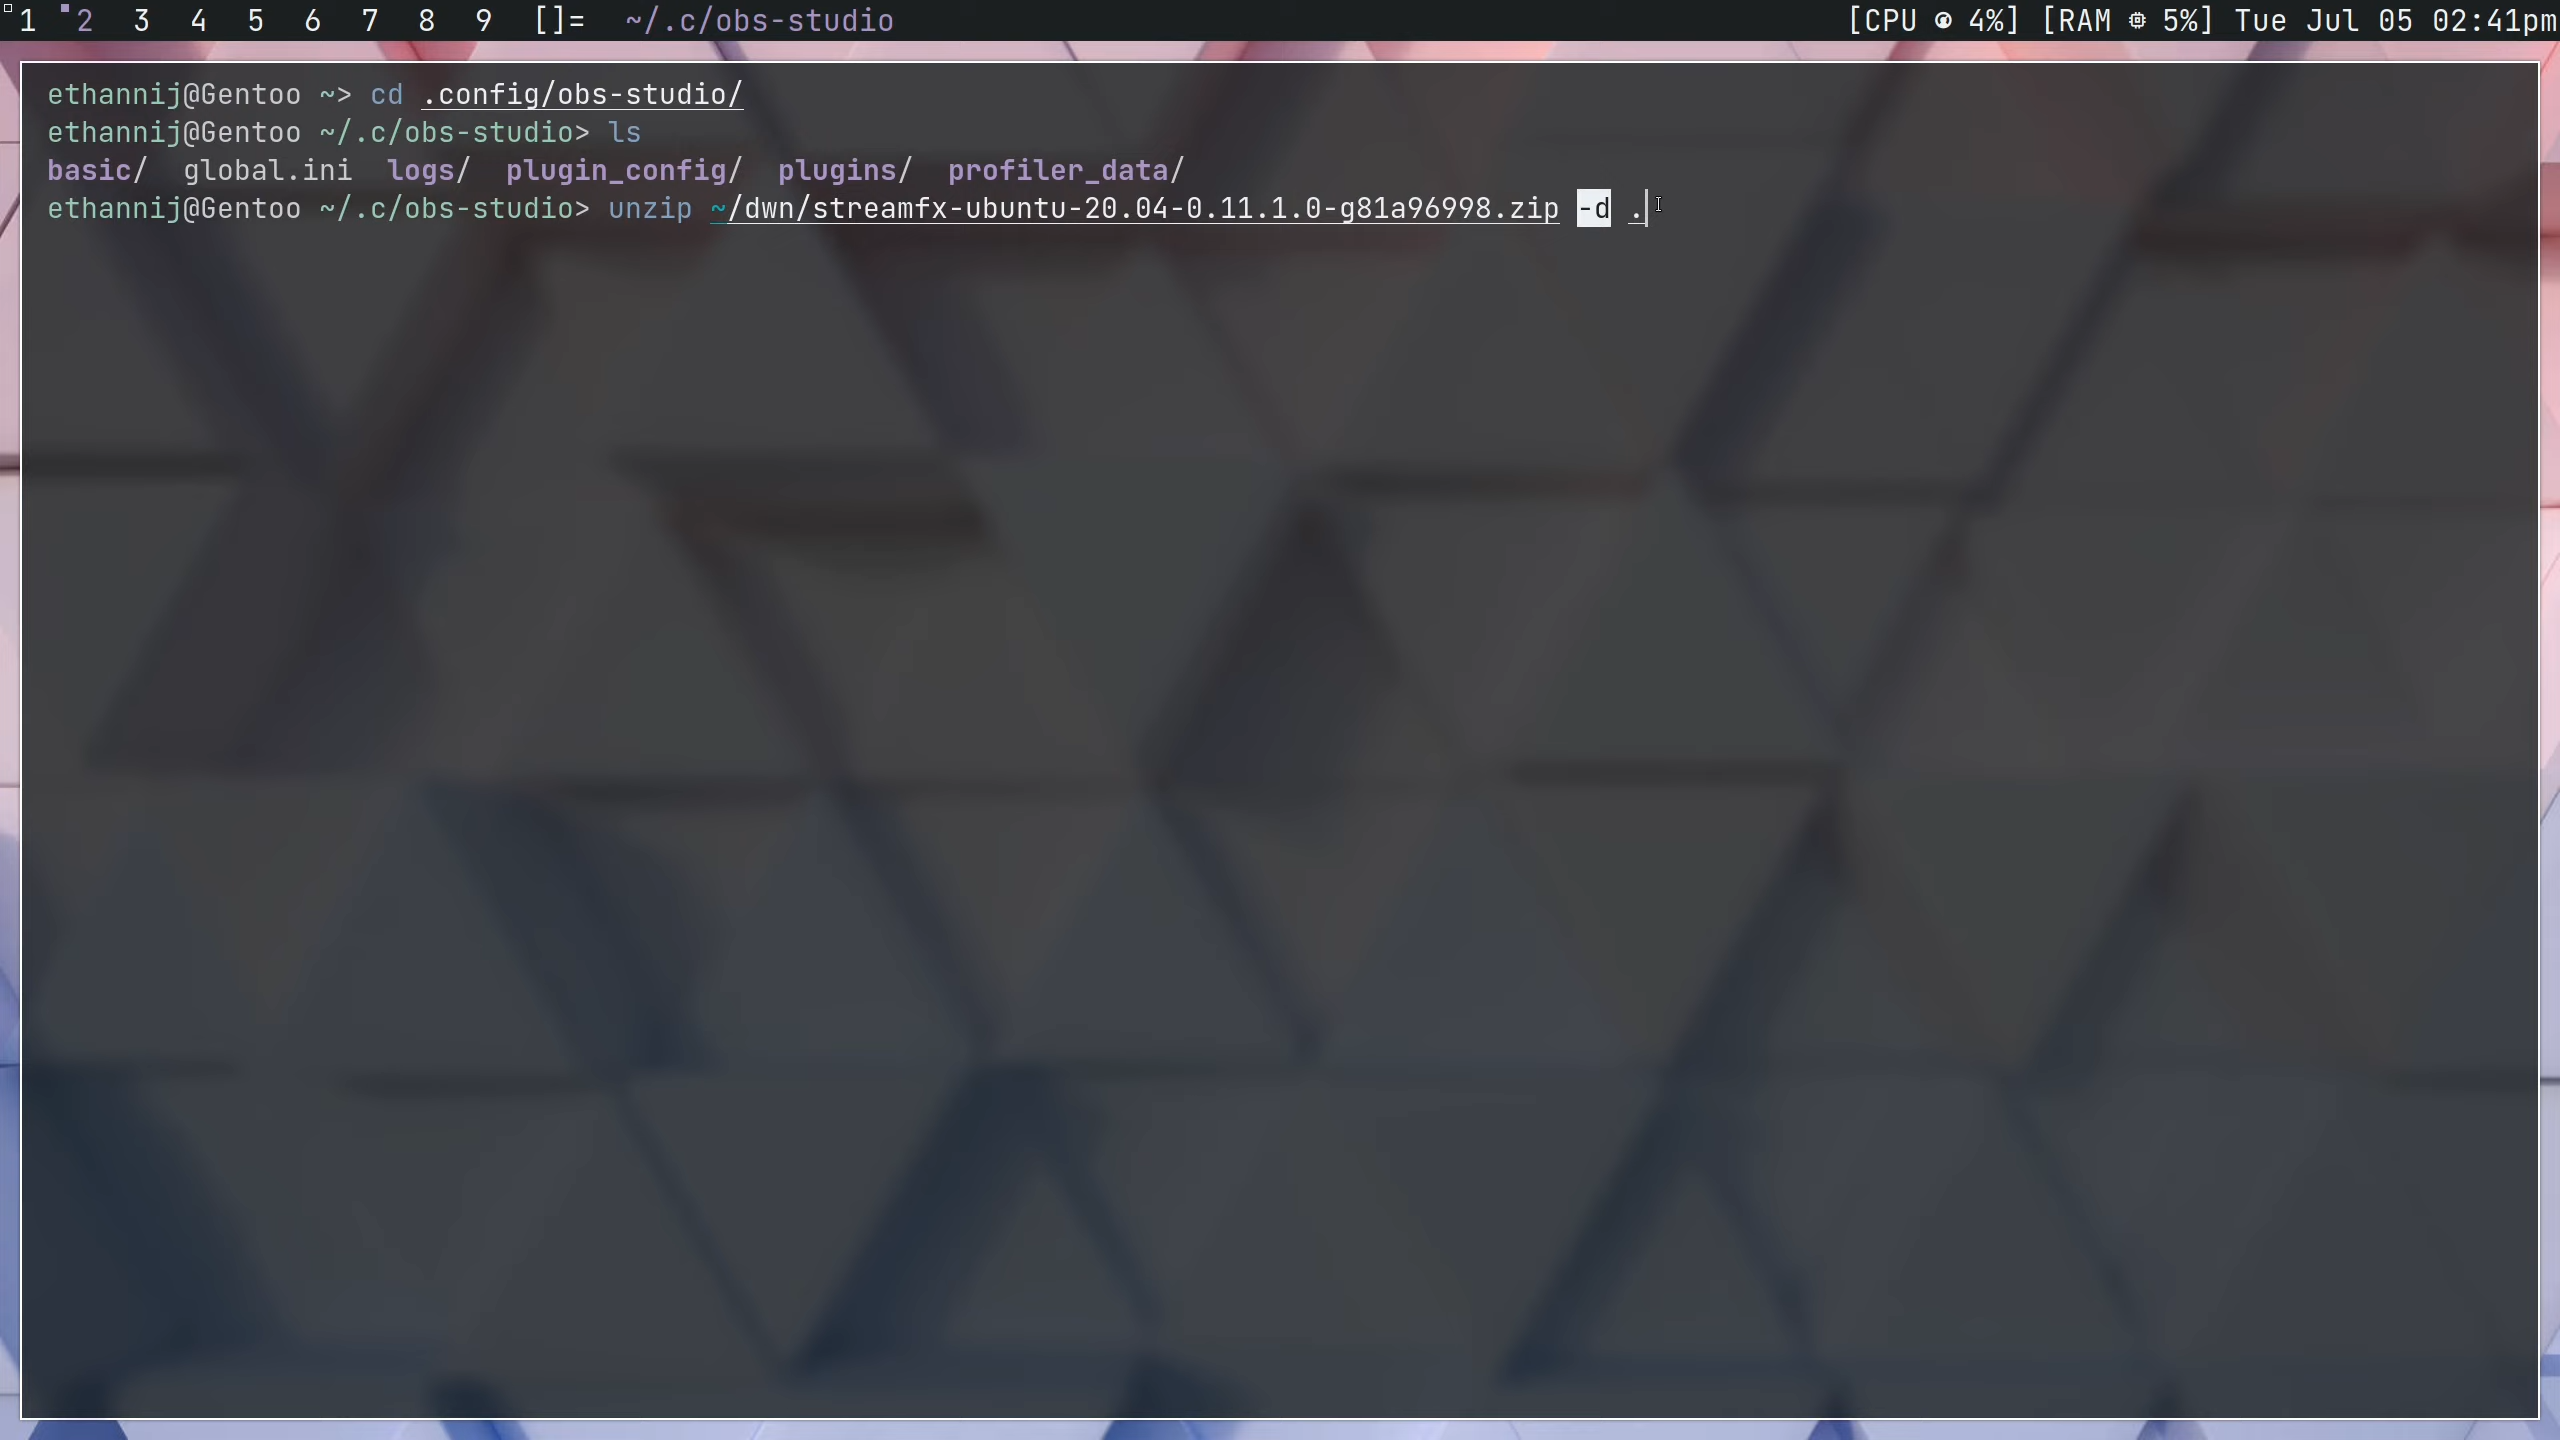 1 2 3 4 5 6 7 8 9 []= ~/.c/obs-studio [CPU 4%] [RAM 5%] Tue Jul 05 02:41pm
ethannij@Gentoo ~> cd .config/obs-studio/
ethannij@Gentoo ~/.c/obs-studio> ls
basic/ global.ini logs/ plugin_config/ plugins/ profiler_data/
ethannij@Gentoo ~/.c/obs-studio> unzip ~/dwn/streamfx-ubuntu-20.04-0.11.1.0-g81a96998.zip -d .